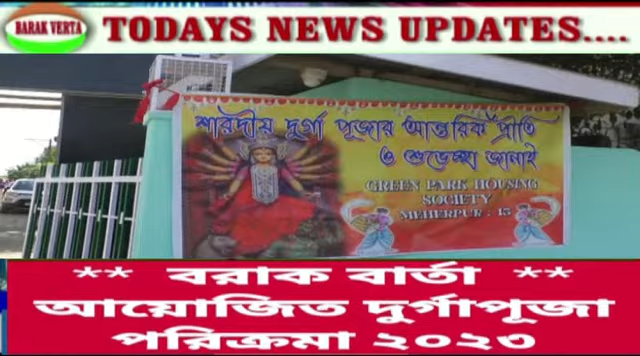 BARAK VERTA
TODAYS NEWS UPDATES....
শারদীয় দুর্গা পূজার আন্তরিক প্রীতি
ও শুভেচ্ছা জানাই
GREEN PARK HOUSING
SOCIETY
MEHERPUR : 15
** বরাক বার্তা **
আয়োজিত দুর্গাপূজা
পরিক্রমা ২০২৩